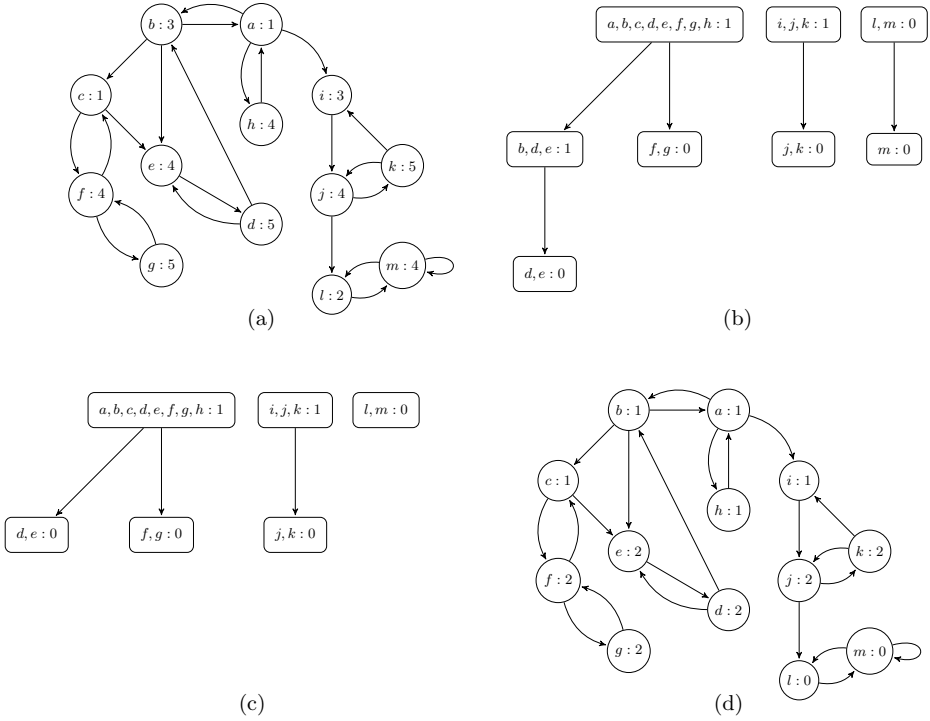 b : 3
a : 1
c : 1
i : 3
h : 4
e : 4
k : 5
f : 4
j : 4
d : 5
g : 5
m : 4
l : 2
(a)
a, b, c, d, e, f, g, h : 1
i, j, k : 1
l, m : 0
b, d, e : 1
f, g : 0
j, k : 0
m : 0
d, e : 0
(b)
a, b, c, d, e, f, g, h : 1
i, j, k : 1
l, m : 0
d, e : 0
f, g : 0
j, k : 0
(c)
b : 1
a : 1
c : 1
i : 1
h : 1
e : 2
k : 2
f : 2
j : 2
d : 2
g : 2
m : 0
l : 0
(d)